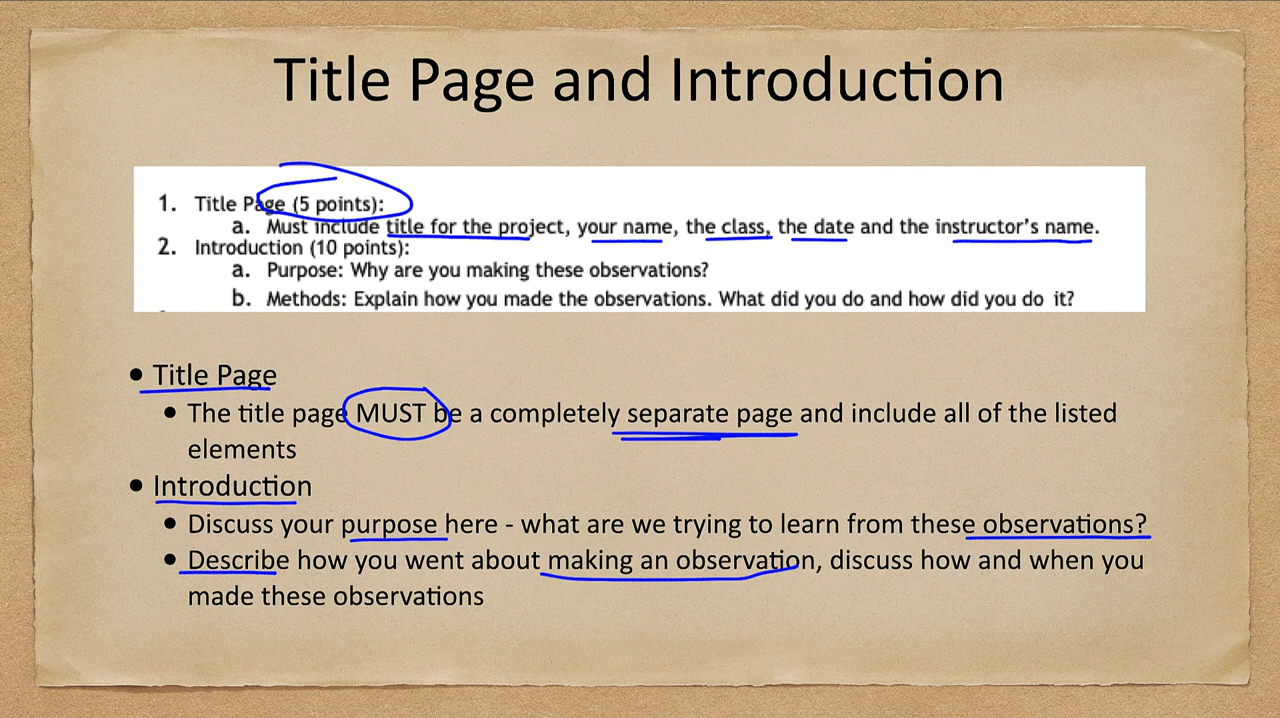 Title Page and Introduction
1. Title Page (5 points):
a. Must include title for the project, your name, the class, the date and the instructor's name.
2. Introduction (10 points):
a. Purpose: Why are you making these observations?
b. Methods: Explain how you made the observations. What did you do and how did you do it?
• Title Page
• The title page MUST be a completely separate page and include all of the listed
elements
• Introduction
• Discuss your purpose here - what are we trying to learn from these observations?
• Describe how you went about making an observation, discuss how and when you
made these observations